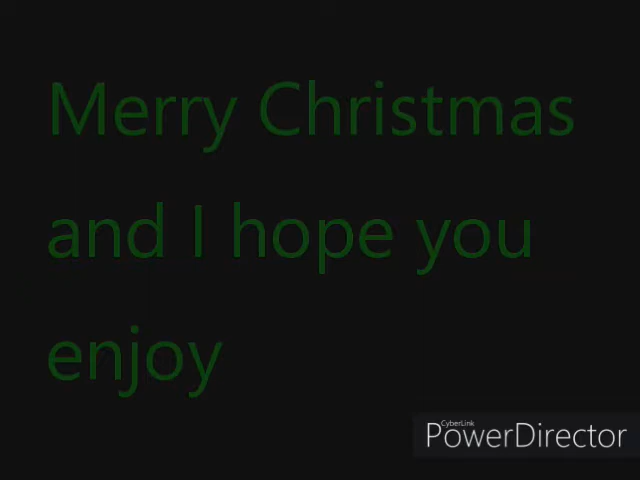 Merry Christmas
and I hope you
enjoy
CyberLink
PowerDirector